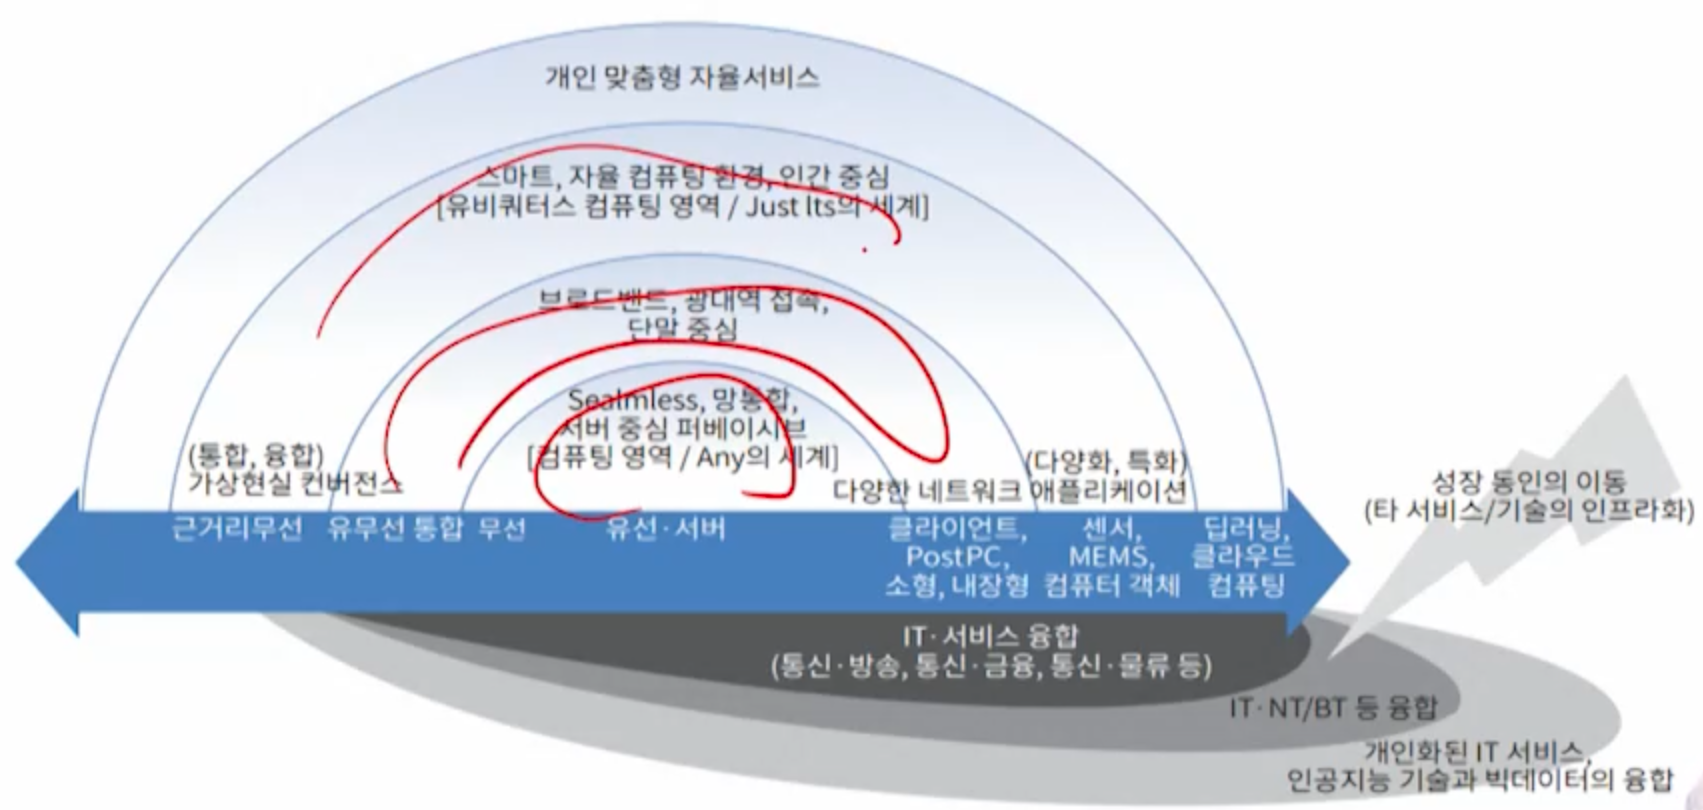 개인 맞춤형 자율서비스
스마트, 자율 컴퓨팅 환경, 인간 중심
[유비쿼터스 컴퓨팅 영역 / Just Its의 세계]
브로드밴드, 광대역 접속,
단말 중심
Sealmless, 망통합,
서버 중심 퍼베이시브
[컴퓨팅 영역 / Any의 세계]
(통합, 융합)
가상현실 컨버전스
(다양화, 특화)
다양한 네트워크 애플리케이션
성장 동인의 이동
(타 서비스/기술의 인프라화)
근거리무선
유무선 통합
무선
유선·서버
클라이언트,
PostPC,
소형, 내장형
센서,
MEMS,
컴퓨터 객체
딥러닝,
클라우드
컴퓨팅
IT·서비스 융합
(통신·방송, 통신·금융, 통신·물류 등)
IT·NT/BT 등 융합
개인화된 IT 서비스,
인공지능 기술과 빅데이터의 융합